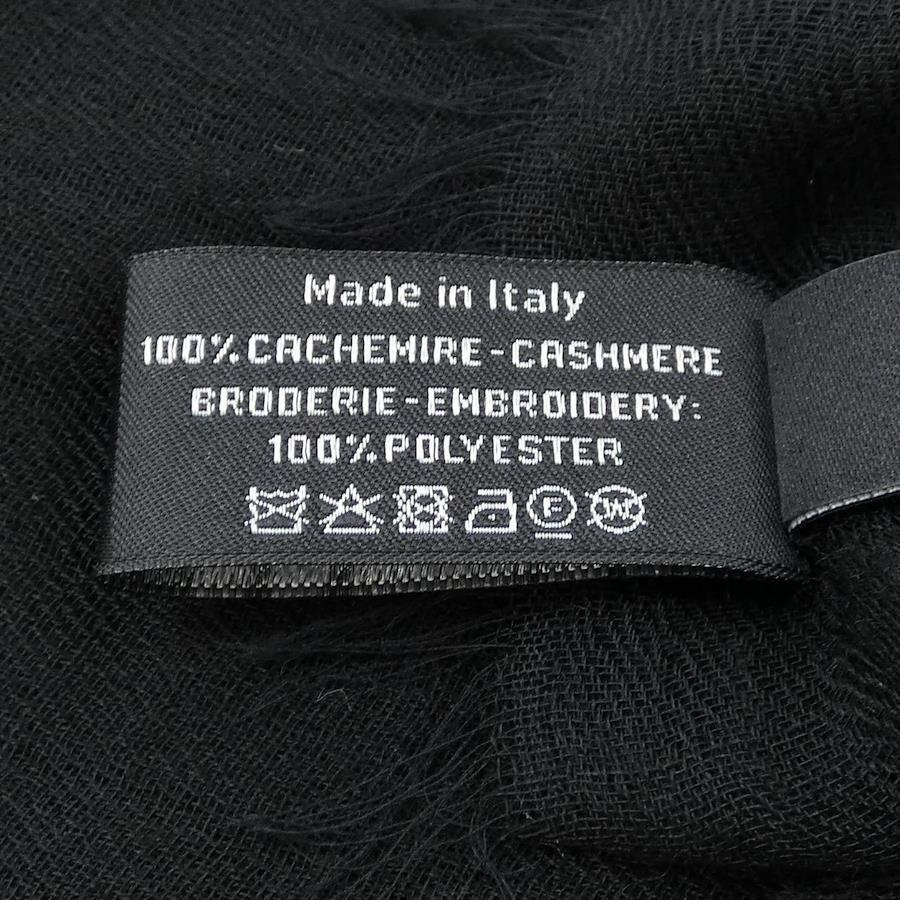 Made in Italy
100% CACHEMIRE-CASHMERE
BRODERIE-EMBROIDERY:
100% POLYESTER
F W